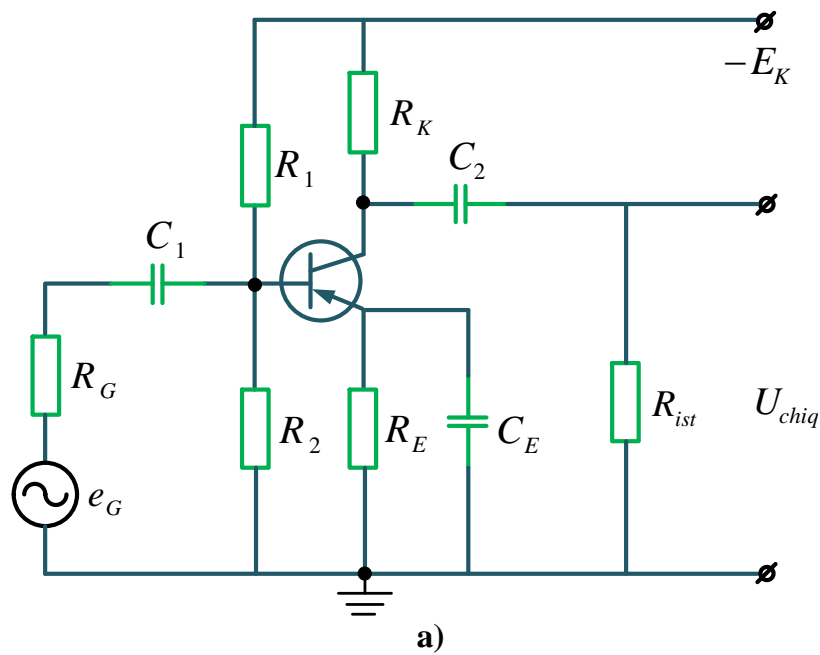 −E_K
R_K
C_2
R_1
C_1
R_G
R_2
R_E
C_E
R_ist
U_chiq
e_G
a)